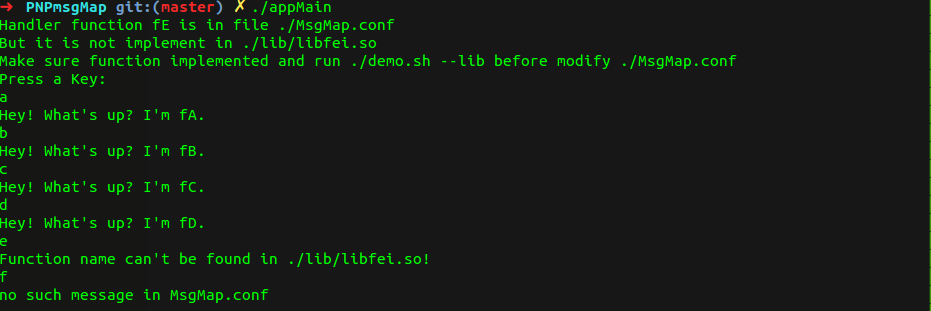 ➜ PNPmsgMap git:(master) ✗ ./appMain
Handler function fE is in file ./MsgMap.conf
But it is not implement in ./lib/libfei.so
Make sure function implemented and run ./demo.sh --lib before modify ./MsgMap.conf
Press a Key:
a
Hey! What's up? I'm fA.
b
Hey! What's up? I'm fB.
c
Hey! What's up? I'm fC.
d
Hey! What's up? I'm fD.
e
Function name can't be found in ./lib/libfei.so!
f
no such message in MsgMap.conf